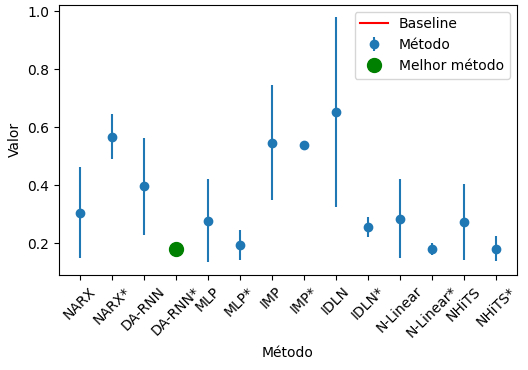 1.0
0.8
0.6
0.4
0.2
Valor
Baseline
Método
Melhor método
NARX
NARX*
DA-RNN
DA-RNN*
MLP
MLP*
IMP
IMP*
IDLN
IDLN*
N-Linear
N-Linear*
NHiTS
NHiTS*
Método